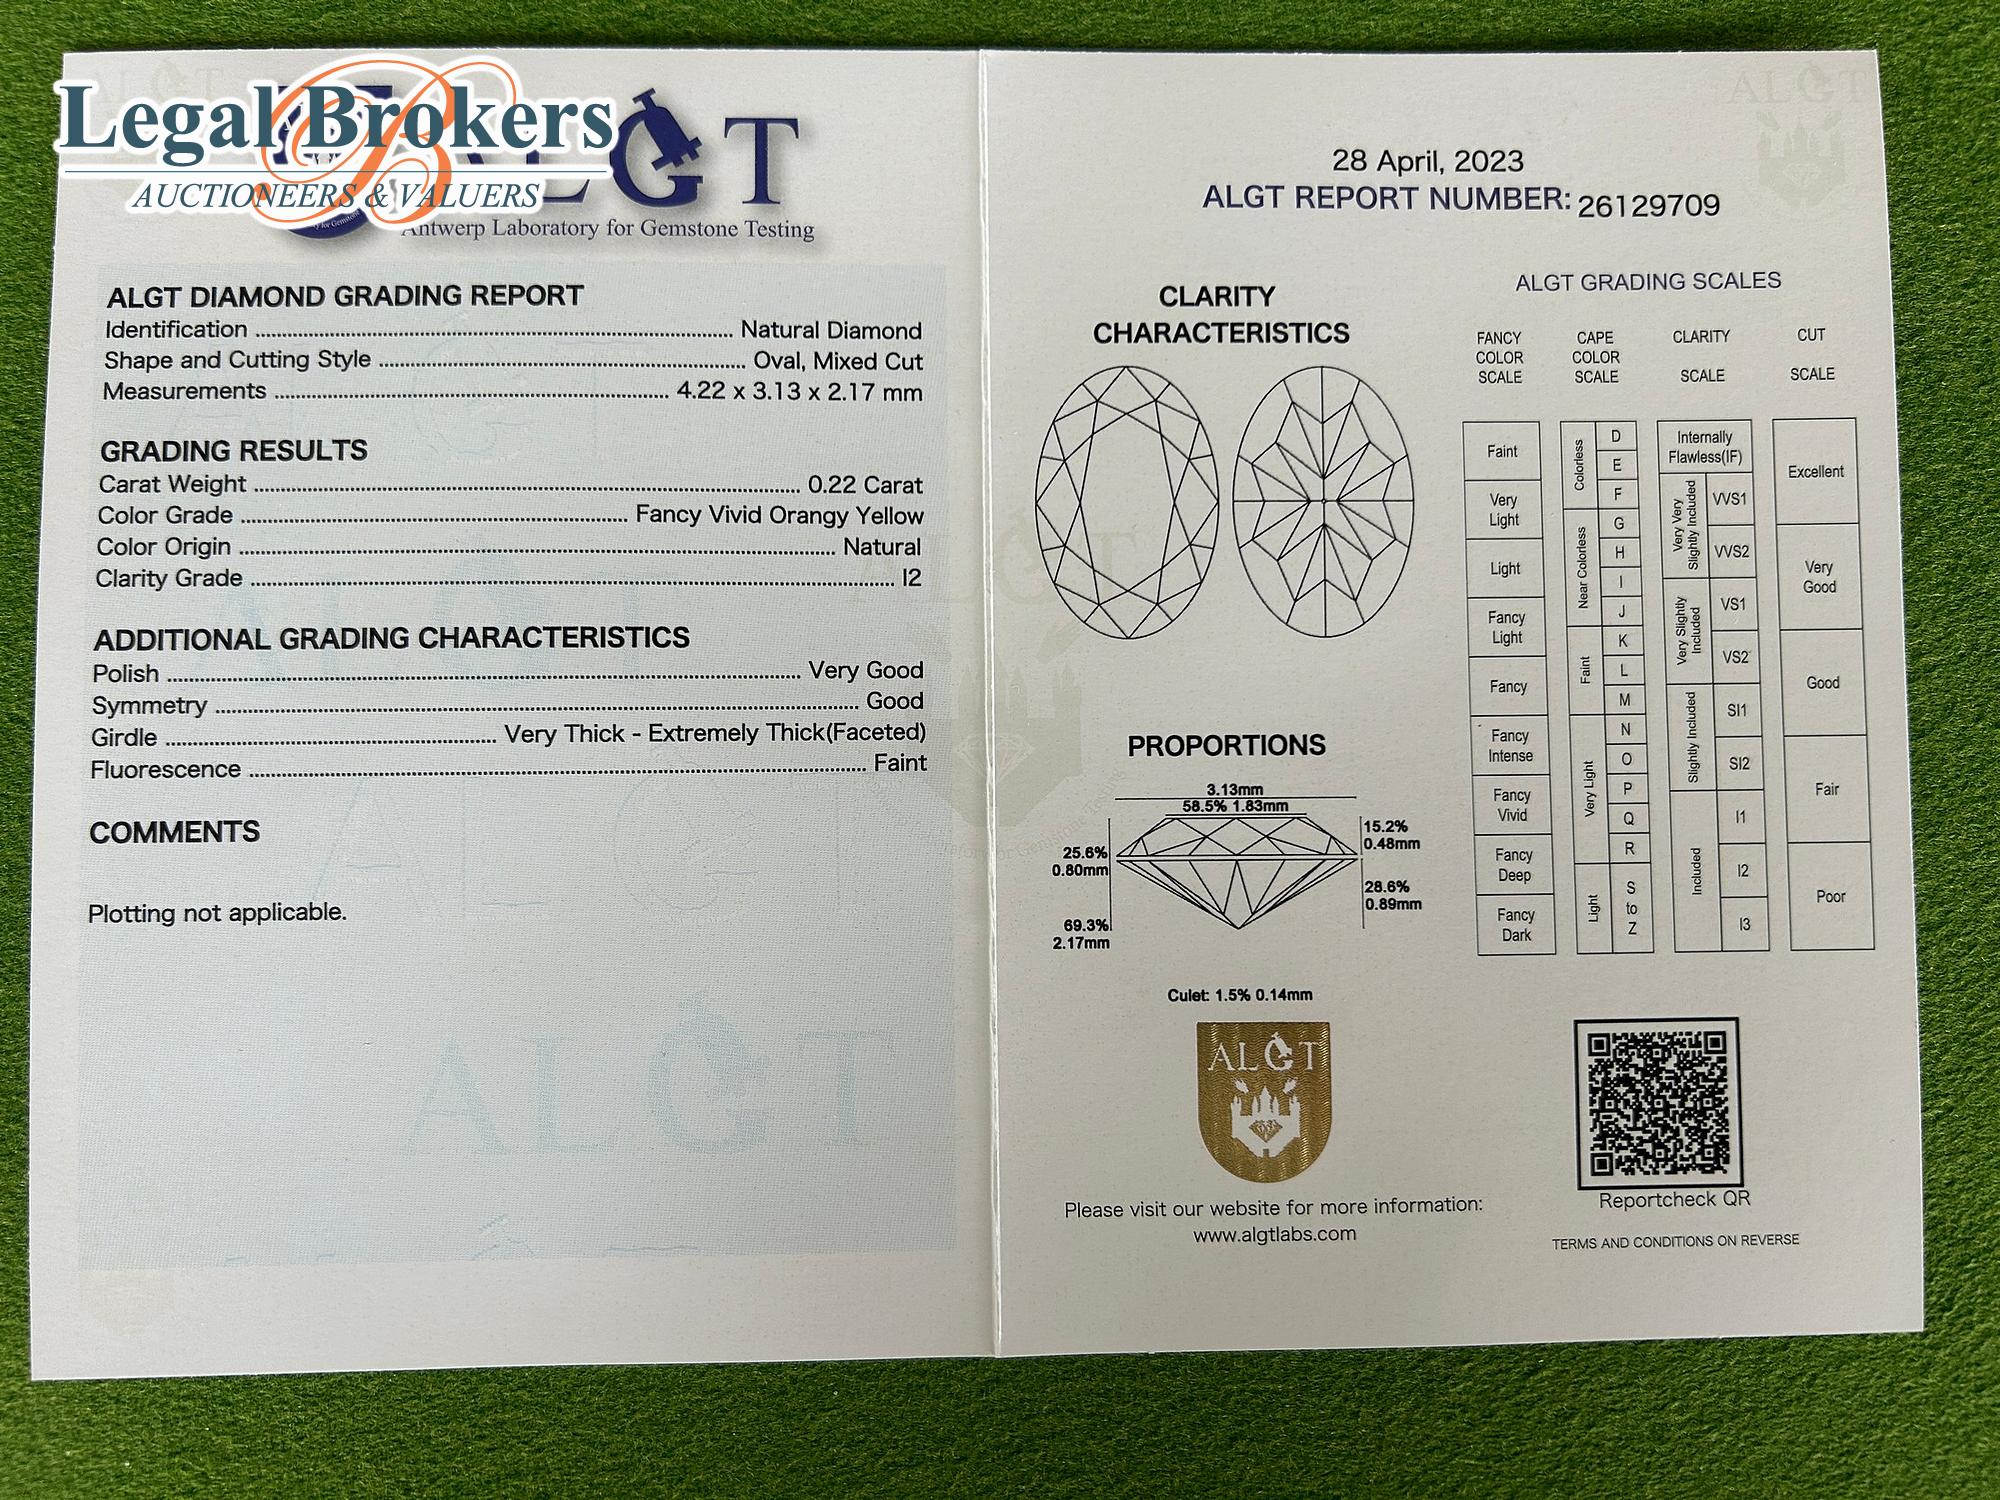 Legal Brokers
AUCTIONEERS & VALUERS
ALGT
Antwerp Laboratory for Gemstone Testing
ALGT DIAMOND GRADING REPORT
Identification ........ Natural Diamond
Shape and Cutting Style ........ Oval, Mixed Cut
Measurements ........ 4.22 x 3.13 x 2.17 mm
GRADING RESULTS
Carat Weight ........ 0.22 Carat
Color Grade ........ Fancy Vivid Orangy Yellow
Color Origin ........ Natural
Clarity Grade ........ I2
ADDITIONAL GRADING CHARACTERISTICS
Polish ........ Very Good
Symmetry ........ Good
Girdle ........ Very Thick - Extremely Thick(Faceted)
Fluorescence ........ Faint
COMMENTS
Plotting not applicable.
28 April, 2023
ALGT REPORT NUMBER: 26129709
CLARITY
CHARACTERISTICS
PROPORTIONS
3.13mm
58.5% 1.83mm
15.2%
0.48mm
25.6%
0.80mm
28.6%
0.89mm
69.3%
2.17mm
Culet: 1.5% 0.14mm
ALGT
Please visit our website for more information:
www.algtlabs.com
ALGT GRADING SCALES
FANCY
COLOR
SCALE
Faint
Very
Light
Light
Fancy
Light
Fancy
Fancy
Intense
Fancy
Vivid
Fancy
Deep
Fancy
Dark
CAPE
COLOR
SCALE
Colorless
D
E
F
Near Colorless
G
H
I
J
Faint
K
L
M
Very Light
N
O
P
Q
R
Light
S
to
Z
CLARITY
SCALE
Internally
Flawless(IF)
Very Very
Slightly Included
VVS1
VVS2
Very Slightly
Included
VS1
VS2
Slightly Included
SI1
SI2
Included
I1
I2
I3
CUT
SCALE
Excellent
Very
Good
Good
Fair
Poor
Reportcheck QR
TERMS AND CONDITIONS ON REVERSE